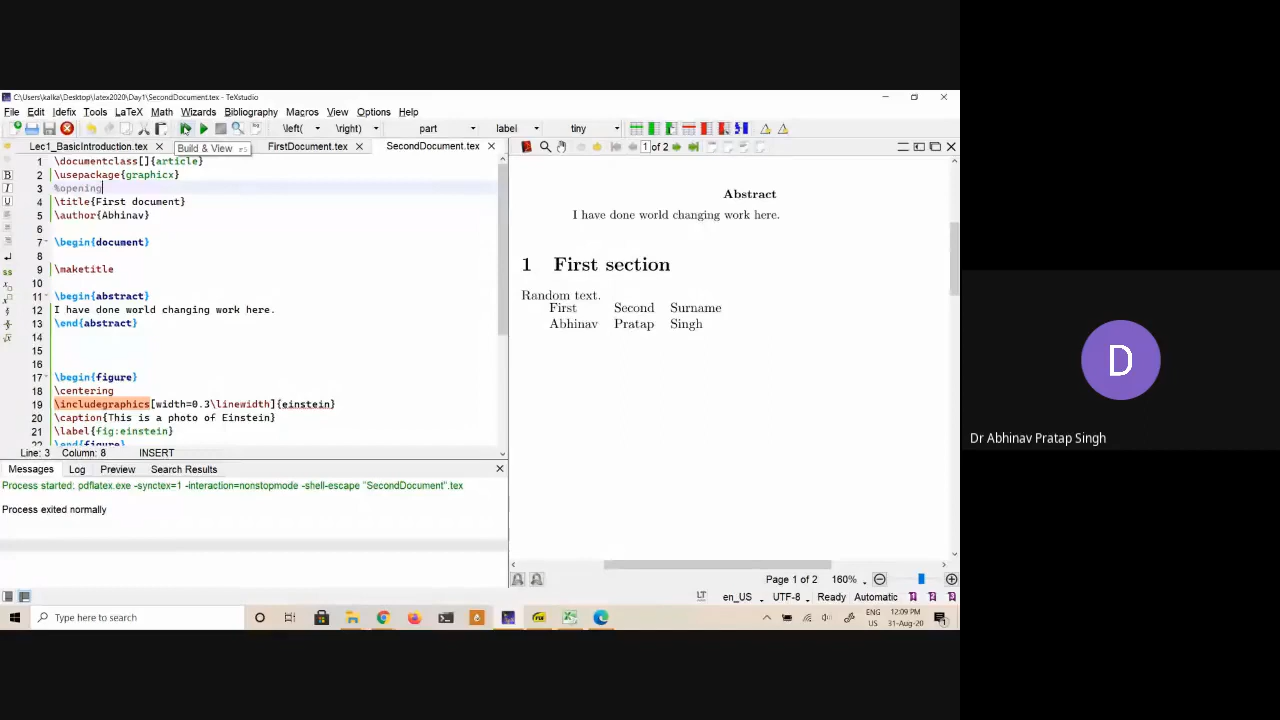 C:\Users\kalka\Desktop\latex2020\Day1\SecondDocument.tex - TeXstudio
File Edit Idefix Tools LaTeX Math Wizards Bibliography Macros View Options Help
\left( \right) part label tiny
Lec1_BasicIntroduction.tex FirstDocument.tex SecondDocument.tex
Build & View F5
1 of 2
1 \documentclass[]{article}
2 \usepackage{graphicx}
3 %opening
4 \title{First document}
5 \author{Abhinav}
6
7 \begin{document}
8
9 \maketitle
10
11 \begin{abstract}
12 I have done world changing work here.
13 \end{abstract}
14
15
16
17 \begin{figure}
18 \centering
19 \includegraphics[width=0.3\linewidth]{einstein}
20 \caption{This is a photo of Einstein}
21 \label{fig:einstein}
22 \end{figure}
Line: 3 Column: 8 INSERT
Messages Log Preview Search Results
Process started: pdflatex.exe -synctex=1 -interaction=nonstopmode -shell-escape "SecondDocument".tex
Process exited normally
Abstract
I have done world changing work here.
1 First section
Random text.
First Second Surname
Abhinav Pratap Singh
Page 1 of 2 160%
LT en_US UTF-8 Ready Automatic
Type here to search
ENG
US
12:09 PM
31-Aug-20
D
Dr Abhinav Pratap Singh